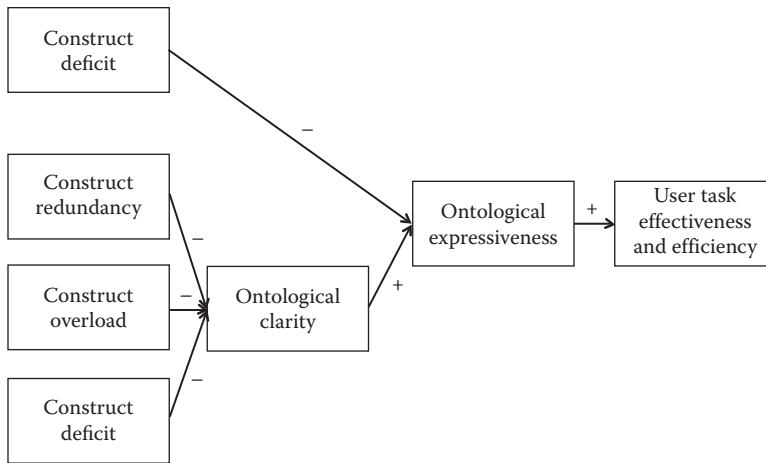 Construct
deficit
–
Construct
redundancy
–
Construct
overload
–
Construct
deficit
–
Ontological
clarity
+
Ontological
expressiveness
+
User task
effectiveness
and efficiency